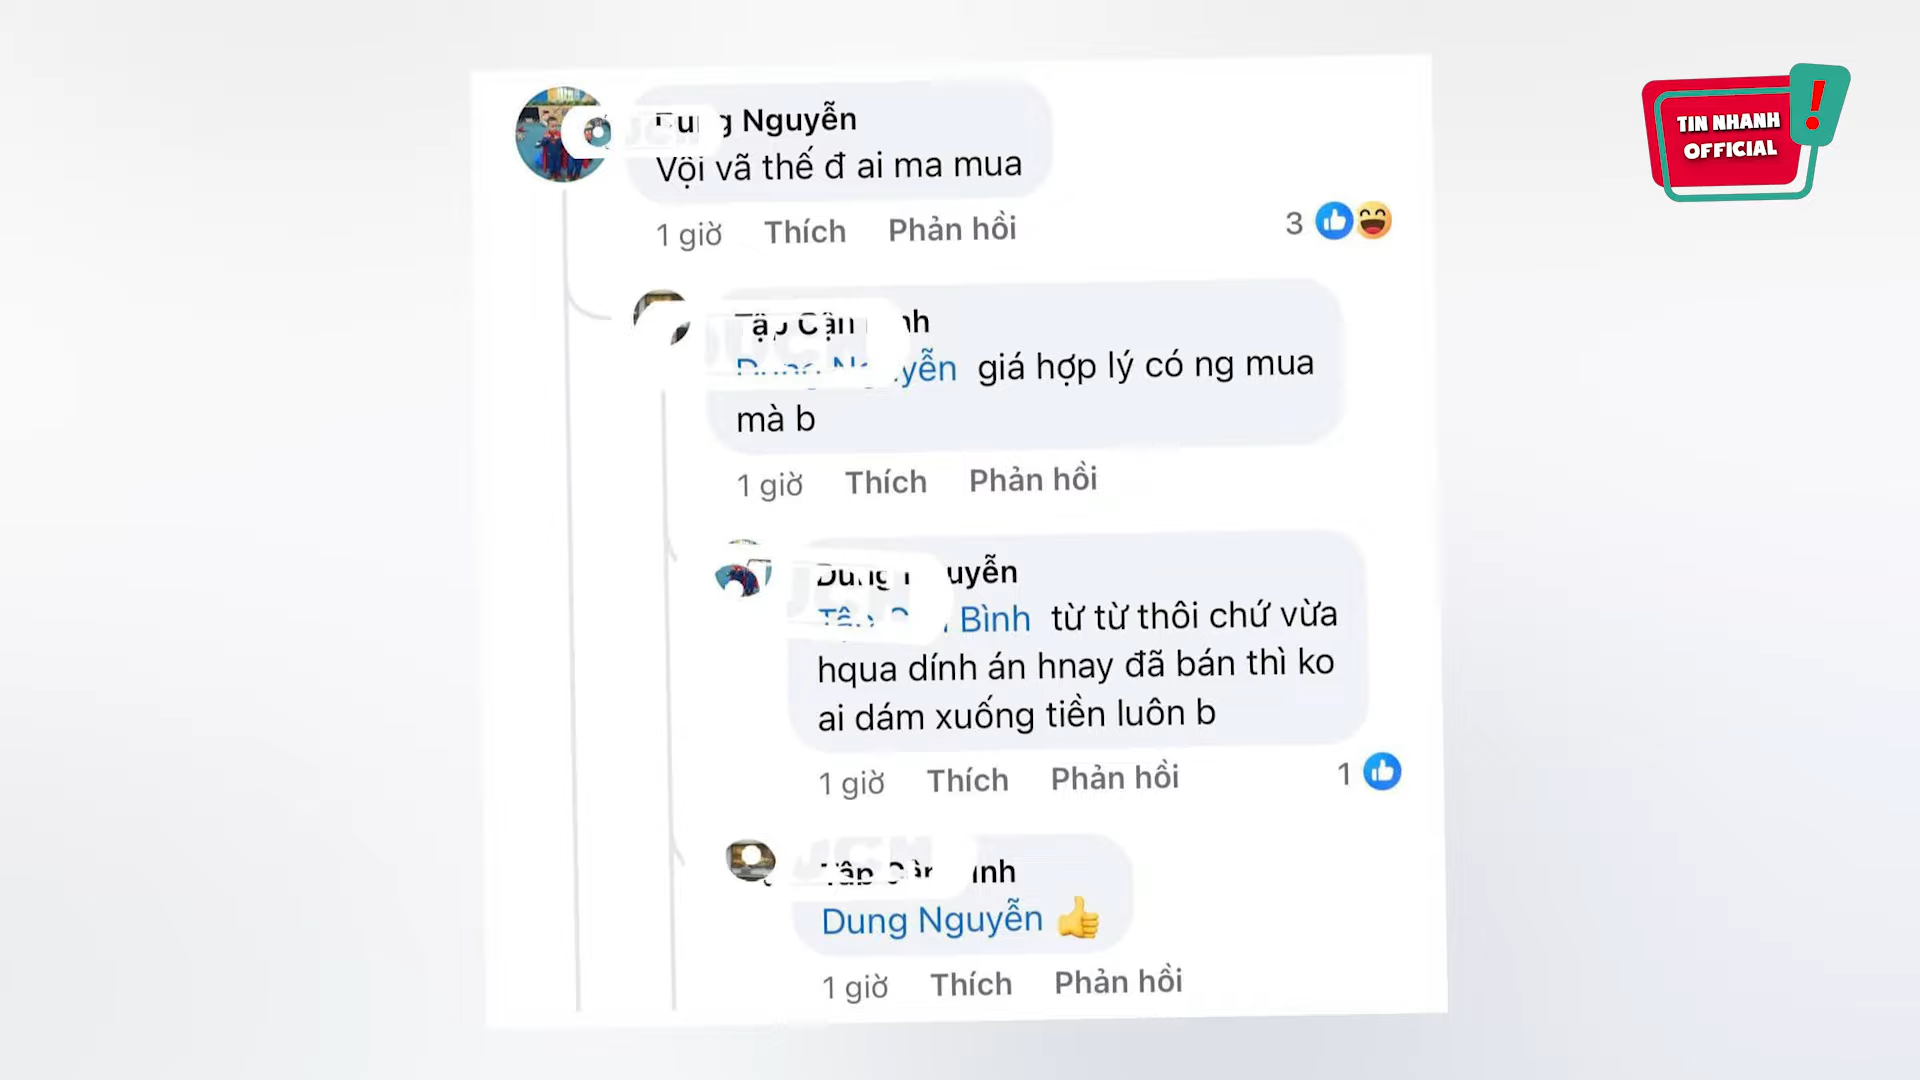 TIN NHANH
OFFICIAL
Nguyễn
Vội vã thế đ ai ma mua
1 giờ Thích Phản hồi 3
giá hợp lý có ng mua
mà b
1 giờ Thích Phản hồi
Bình từ từ thôi chứ vừa
hqua dính án hnay đã bán thì ko
ai dám xuống tiền luôn b
1 giờ Thích Phản hồi 1
Dung Nguyễn 👍
1 giờ Thích Phản hồi